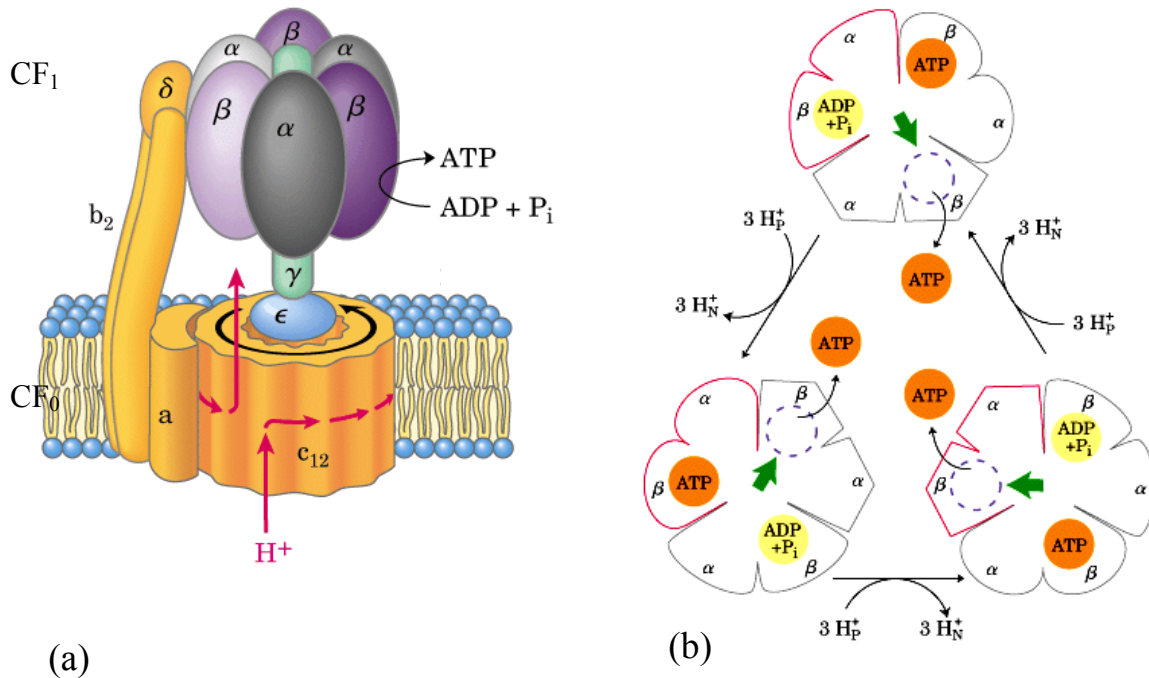 CF₁
δ
α
β
α
β
α
β
ATP
ADP + Pᵢ
b₂
γ
ϵ
CF₀
a
c₁₂
H⁺
(a)
α
β
ATP
β
ADP
+Pᵢ
α
α
β
3 H⁺P
3 H⁺N
ATP
3 H⁺N
3 H⁺P
ATP
α
β
β
ATP
α
ADP
+Pᵢ
α
β
ATP
α
β
ADP
+Pᵢ
β
α
α
ATP
β
3 H⁺P
3 H⁺N
(b)